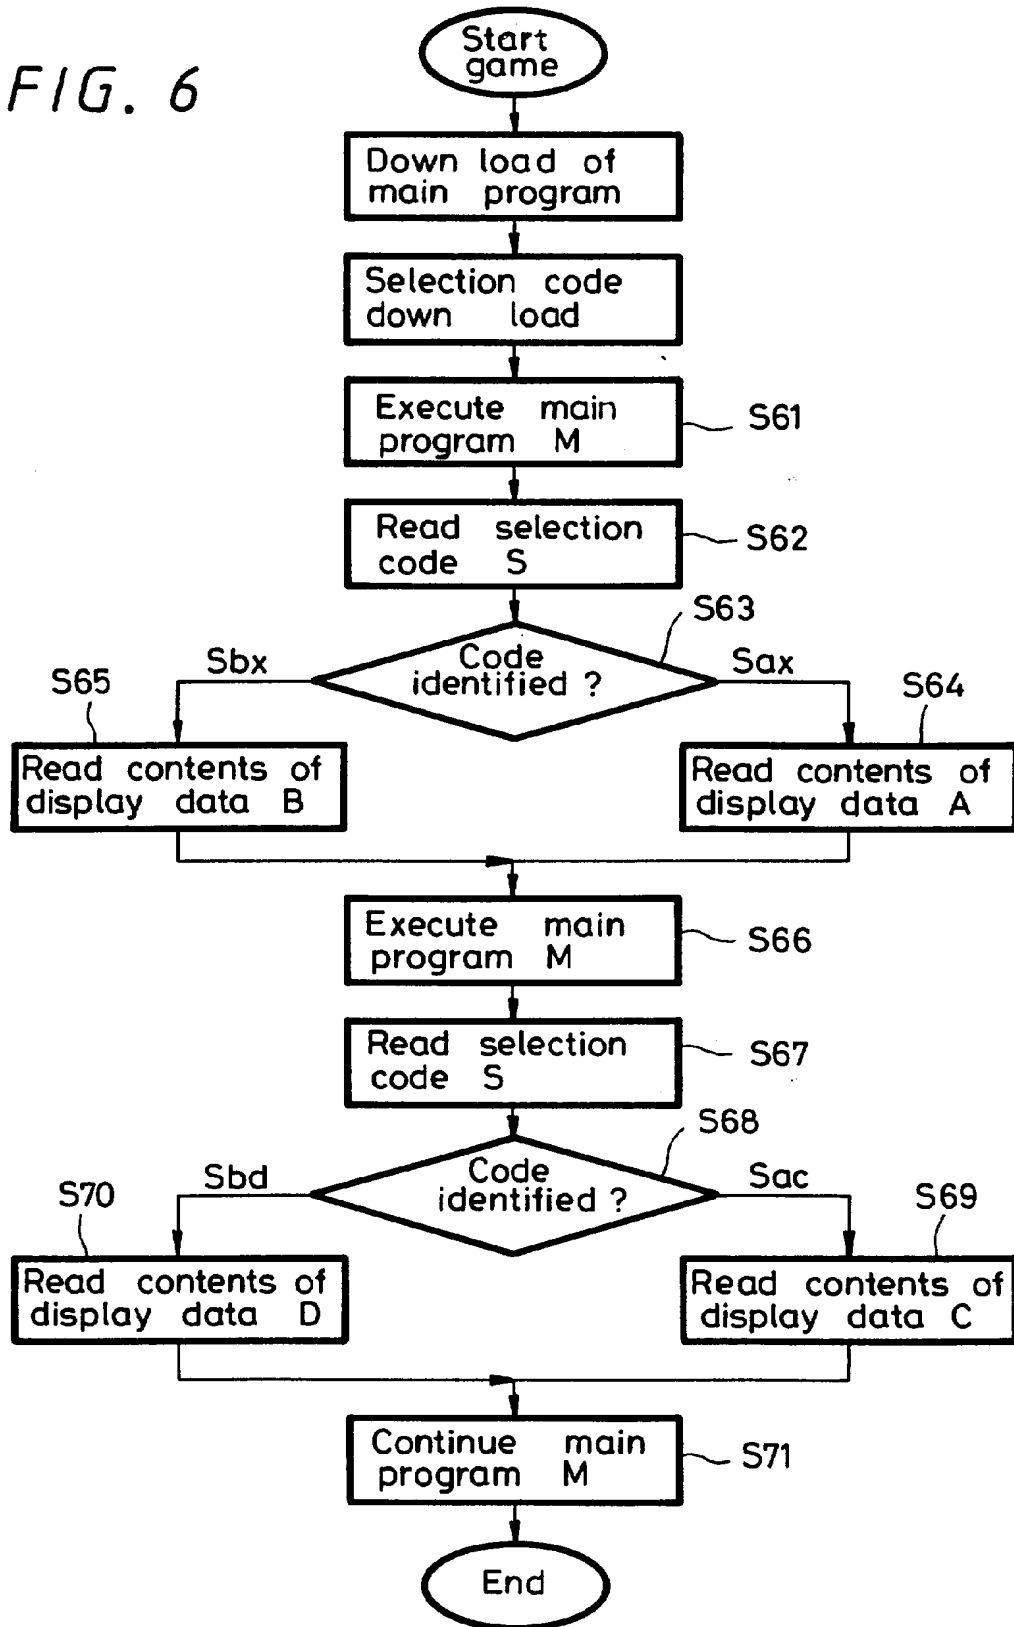 FIG. 6
Start
game
Down load of
main program
Selection code
down load
Execute main
program M
S61
Read selection
code S
S62
S63
Code
identified ?
Sbx
Sax
S65
S64
Read contents of
display data B
Read contents of
display data A
Execute main
program M
S66
Read selection
code S
S67
S68
Code
identified ?
Sbd
Sac
S70
S69
Read contents of
display data D
Read contents of
display data C
Continue main
program M
S71
End